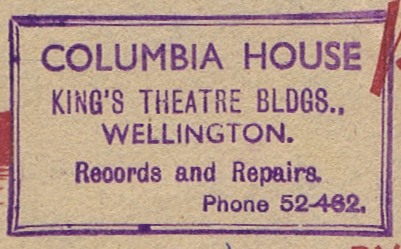 COLUMBIA HOUSE
KING'S THEATRE BLDGS.,
WELLINGTON.
Records and Repairs.
Phone 52-462.